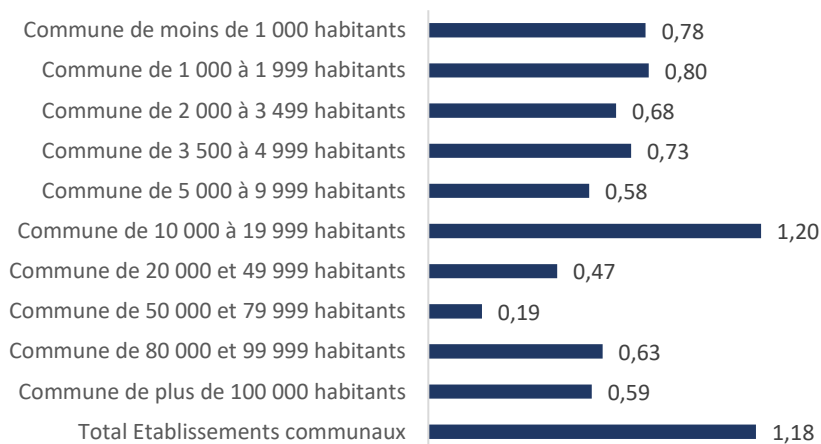 Commune de moins de 1 000 habitants 0,78
Commune de 1 000 à 1 999 habitants 0,80
Commune de 2 000 à 3 499 habitants 0,68
Commune de 3 500 à 4 999 habitants 0,73
Commune de 5 000 à 9 999 habitants 0,58
Commune de 10 000 à 19 999 habitants 1,20
Commune de 20 000 et 49 999 habitants 0,47
Commune de 50 000 et 79 999 habitants 0,19
Commune de 80 000 et 99 999 habitants 0,63
Commune de plus de 100 000 habitants 0,59
Total Etablissements communaux 1,18